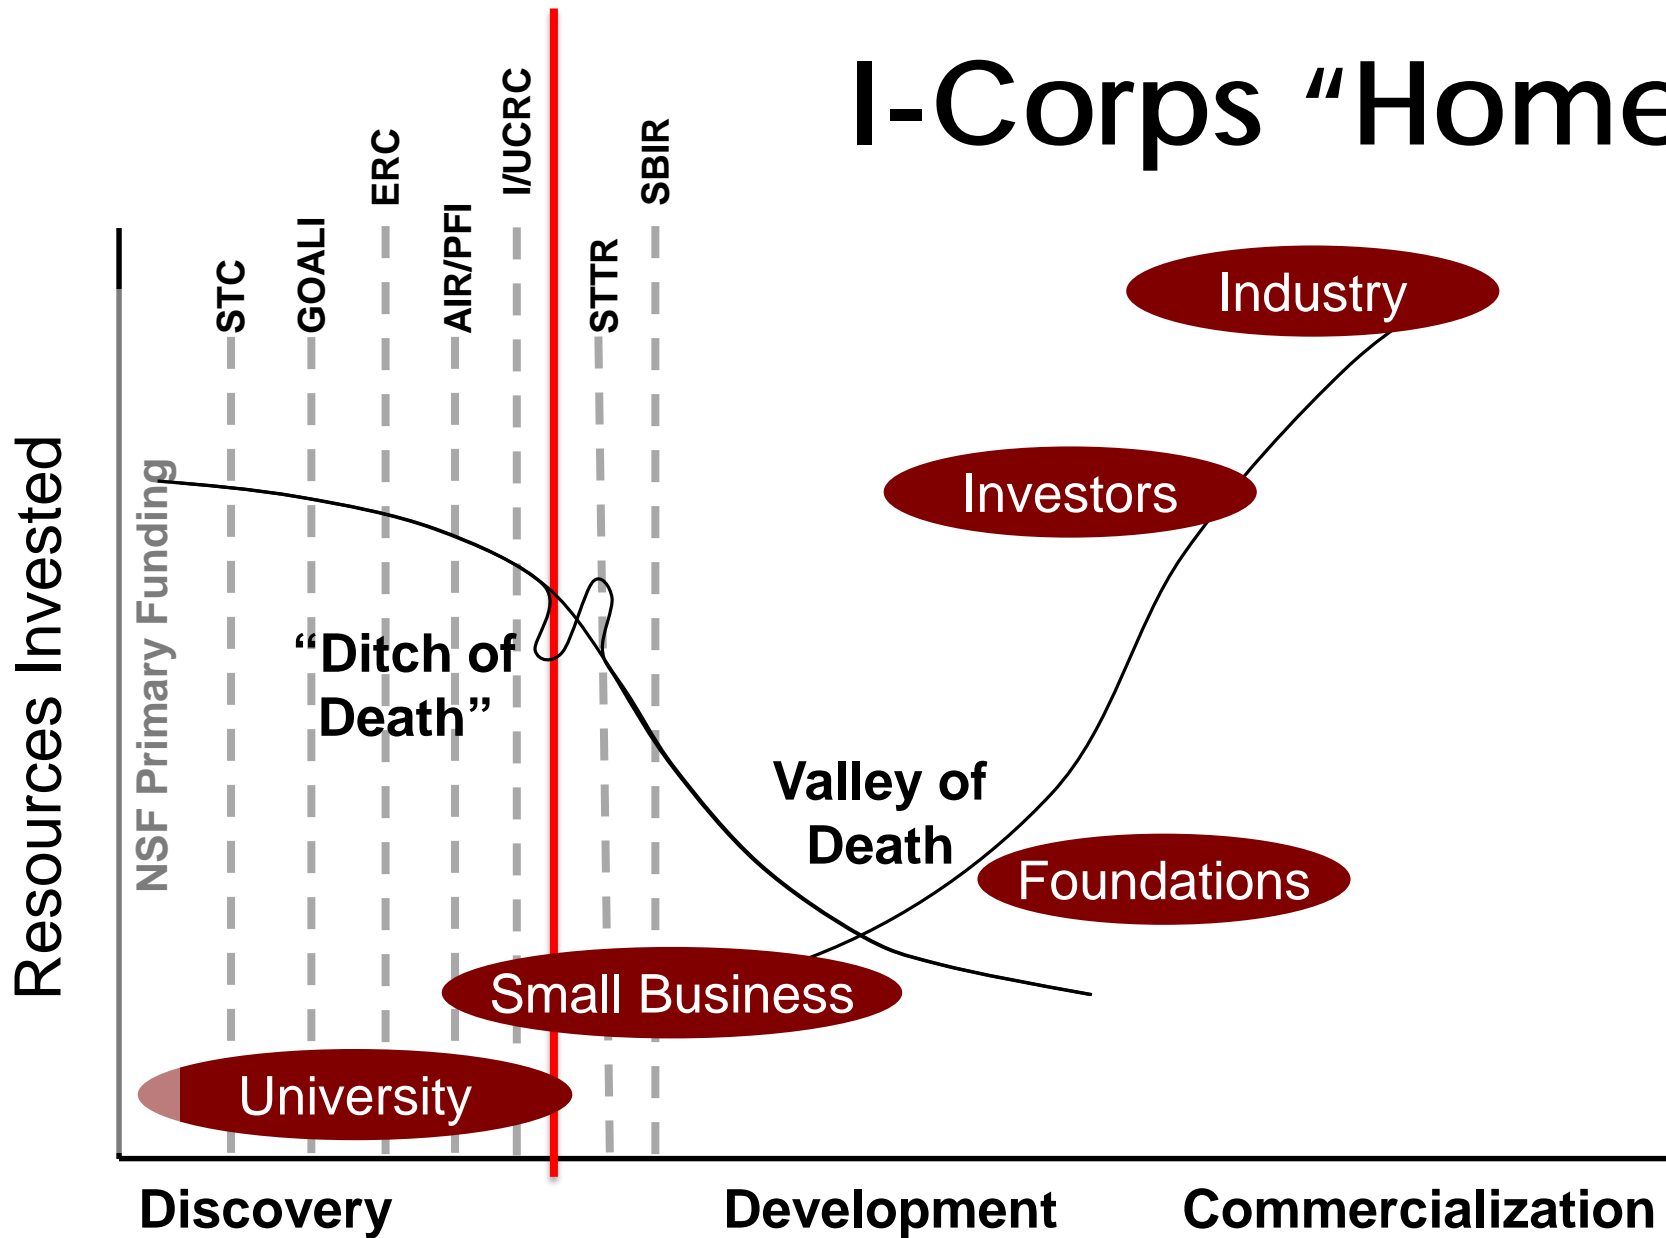 I-Corps “Home
STC
GOALI
ERC
AIR/PFI
I/UCRC
STTR
SBIR
Industry
Investors
Resources Invested
NSF Primary Funding
“Ditch of
Death”
Valley of
Death
Foundations
Small Business
University
Discovery
Development
Commercialization